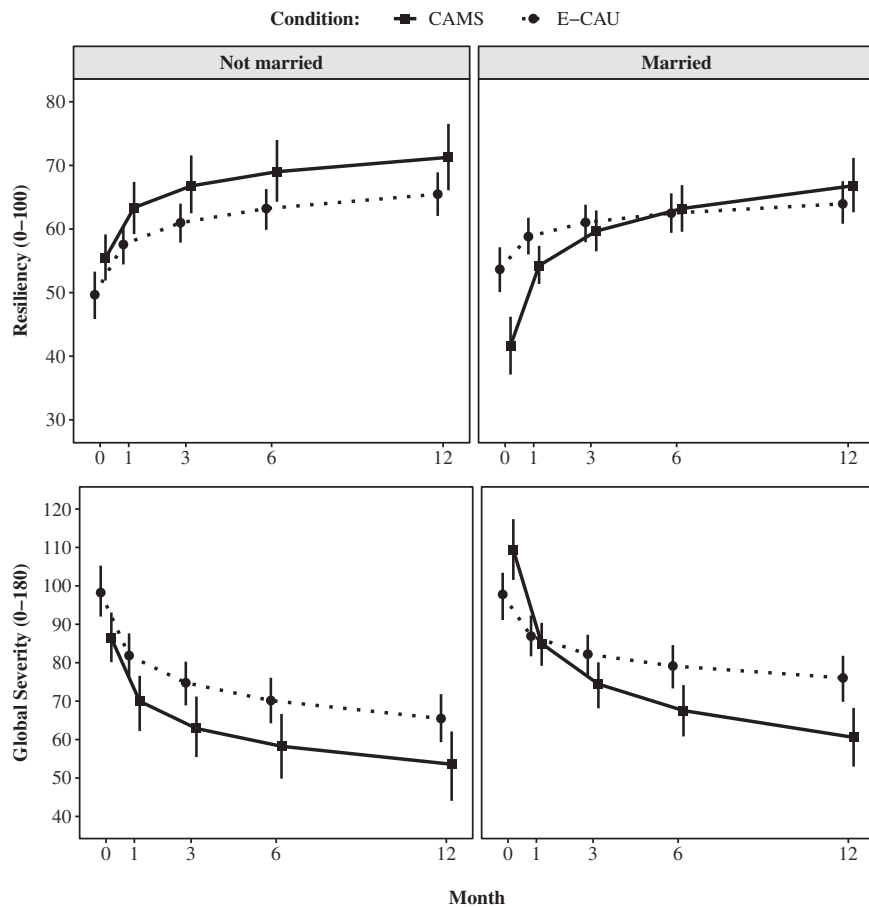 Condition: CAMS E−CAU
Not married Married
Resiliency (0−100)
80
70
60
50
40
30
0 1 3 6 12 0 1 3 6 12
Global Severity (0−180)
120
110
100
90
80
70
60
50
40
0 1 3 6 12 0 1 3 6 12
Month